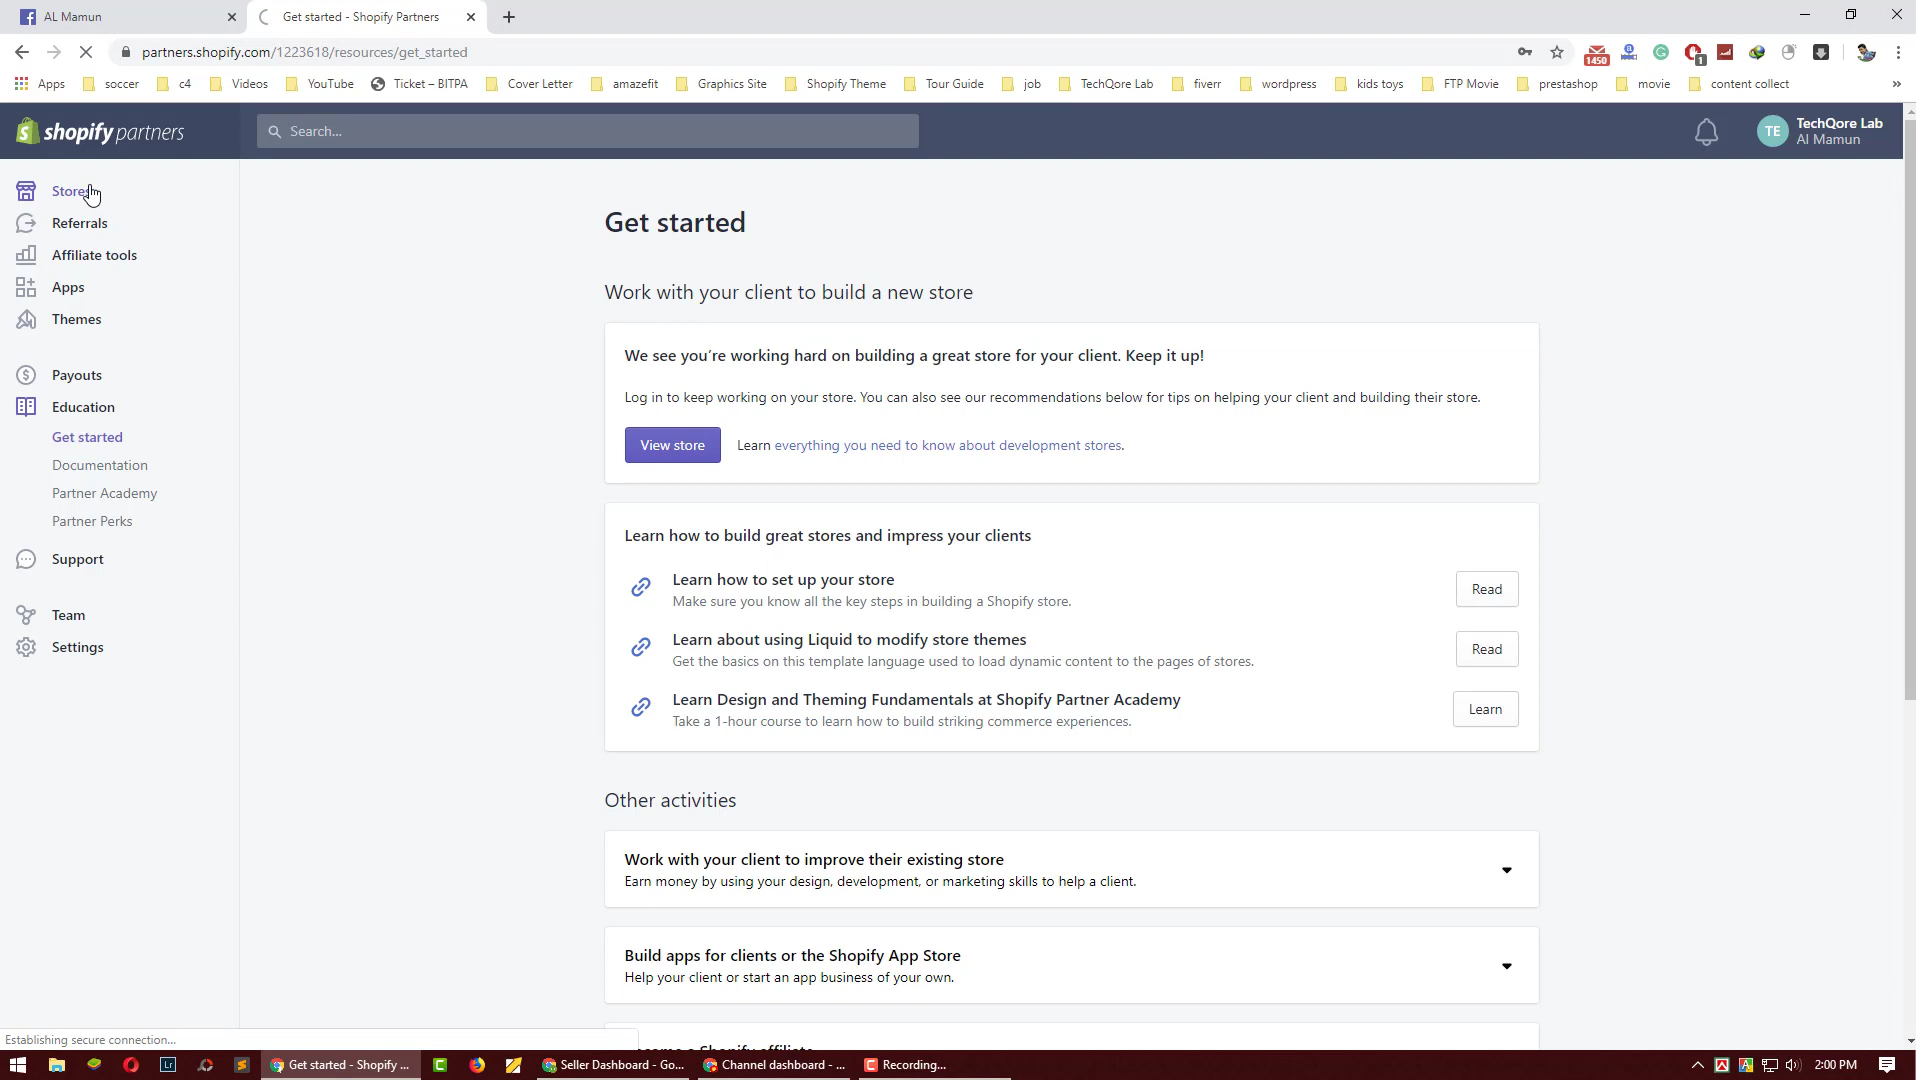 AL Mamun
Get started - Shopify Partners
partners.shopify.com/1223618/resources/get_started
1450
1
Apps
soccer
c4
Videos
YouTube
Ticket – BITPA
Cover Letter
amazefit
Graphics Site
Shopify Theme
Tour Guide
job
TechQore Lab
fiverr
wordpress
kids toys
FTP Movie
prestashop
movie
content collect
»
shopify partners
Search...
TE
TechQore Lab
Al Mamun
Stores
Referrals
Affiliate tools
Apps
Themes
Payouts
Education
Get started
Documentation
Partner Academy
Partner Perks
Support
Team
Settings
Get started
Work with your client to build a new store
We see you’re working hard on building a great store for your client. Keep it up!
Log in to keep working on your store. You can also see our recommendations below for tips on helping your client and building their store.
View store
Learn everything you need to know about development stores.
Learn how to build great stores and impress your clients
Learn how to set up your store
Make sure you know all the key steps in building a Shopify store.
Read
Learn about using Liquid to modify store themes
Get the basics on this template language used to load dynamic content to the pages of stores.
Read
Learn Design and Theming Fundamentals at Shopify Partner Academy
Take a 1-hour course to learn how to build striking commerce experiences.
Learn
Other activities
Work with your client to improve their existing store
Earn money by using your design, development, or marketing skills to help a client.
Build apps for clients or the Shopify App Store
Help your client or start an app business of your own.
a Shopify affiliate
Establishing secure connection...
Lr
Get started - Shopify ...
Seller Dashboard - Go...
Channel dashboard - ...
Recording...
2:00 PM